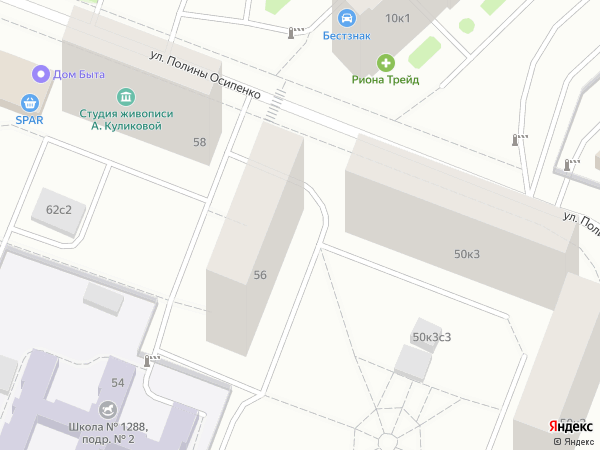 10к1
Бестзнак
ул. Полины Осипенко
Риона Трейд
Дом Быта
SPAR
Студия живописи
А. Куликовой
58
62с2
ул. Поли
50к3
56
50к3с3
54
Школа № 1288,
подр. № 2
Яндекс
© Яндекс